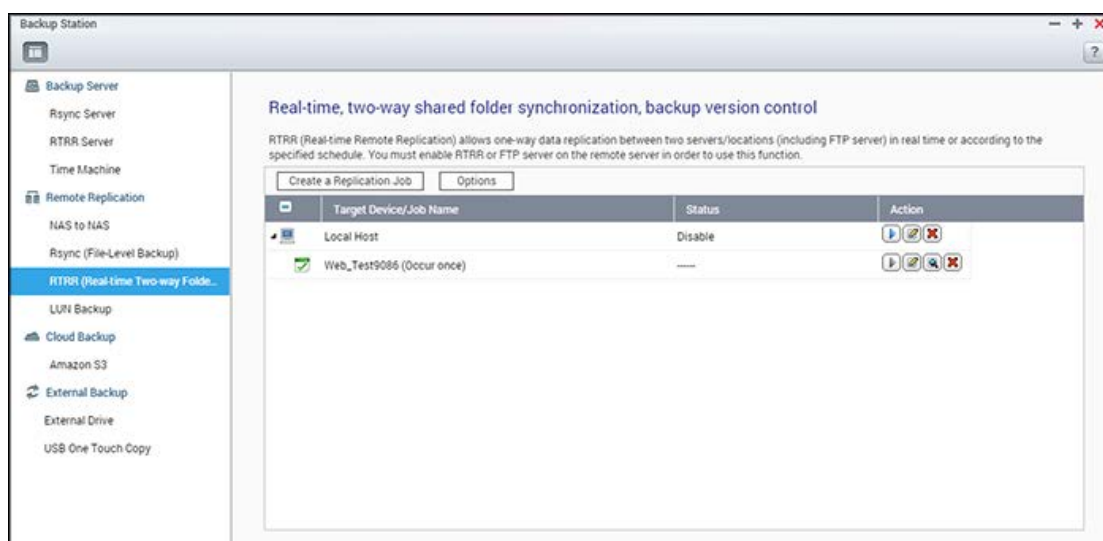 Backup Station
?
Backup Server
Rsync Server
RTRR Server
Time Machine
Remote Replication
NAS to NAS
Rsync (File-Level Backup)
RTRR (Real-time Two-way Folde...
LUN Backup
Cloud Backup
Amazon S3
External Backup
External Drive
USB One Touch Copy
Real-time, two-way shared folder synchronization, backup version control
RTRR (Real-time Remote Replication) allows one-way data replication between two servers/locations (including FTP server) in real time or according to the
specified schedule. You must enable RTRR or FTP server on the remote server in order to use this function.
Create a Replication Job Options
Target Device/Job Name Status Action
Local Host Disable
Web_Test9086 (Occur once) -----